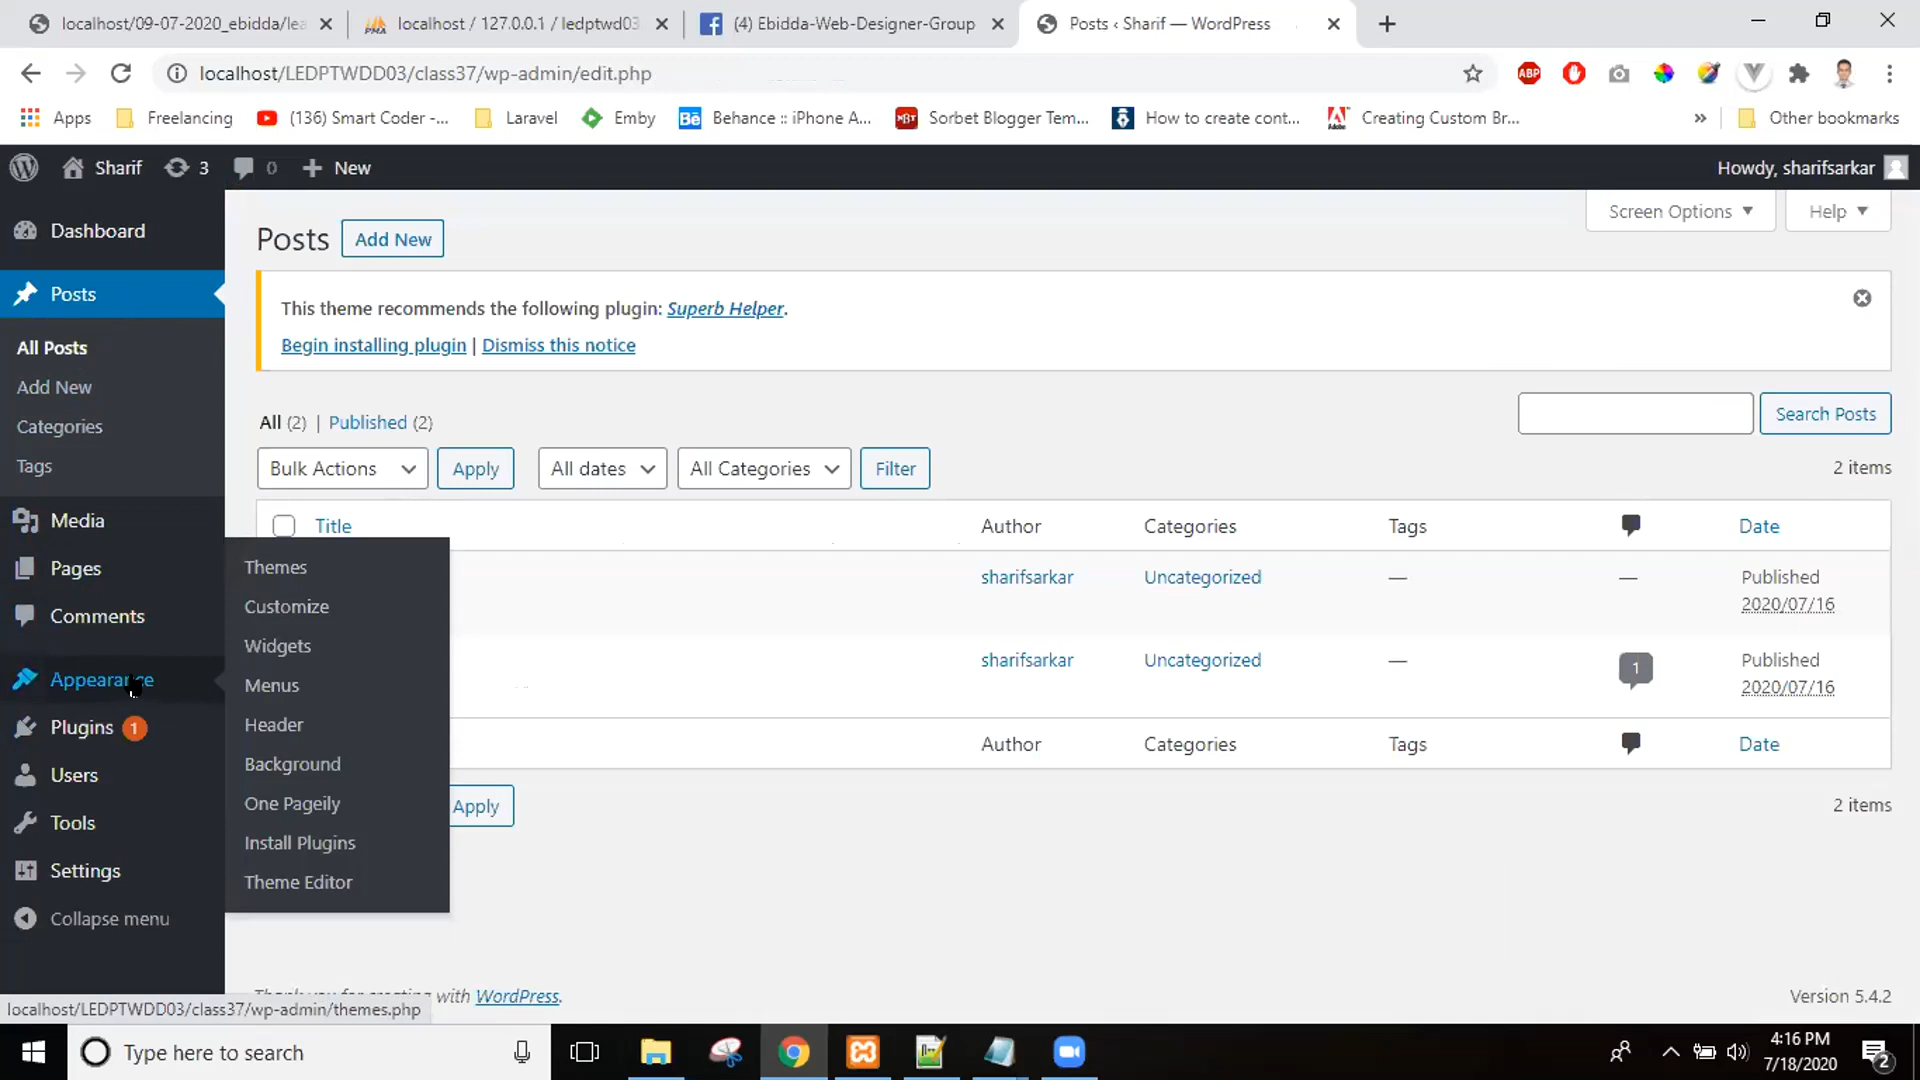 localhost/09-07-2020_ebidda/lea
localhost / 127.0.0.1 / ledptwd03
(4) Ebidda-Web-Designer-Group
Posts ‹ Sharif — WordPress
localhost/LEDPTWDD03/class37/wp-admin/edit.php
ABP
Apps
Freelancing
(136) Smart Coder -...
Laravel
Emby
Behance :: iPhone A...
Sorbet Blogger Tem...
How to create cont...
Creating Custom Br...
»
Other bookmarks
Sharif
3
0
New
Howdy, sharifsarkar
Dashboard
Posts
All Posts
Add New
Categories
Tags
Media
Pages
Comments
Appearance
Plugins 1
Users
Tools
Settings
Collapse menu
Themes
Customize
Widgets
Menus
Header
Background
One Pageily
Install Plugins
Theme Editor
Screen Options
Help
Posts
Add New
This theme recommends the following plugin: Superb Helper.
Begin installing plugin | Dismiss this notice
All (2) | Published (2)
Search Posts
Bulk Actions
Apply
All dates
All Categories
Filter
2 items
Title
Author
Categories
Tags
Date
sharifsarkar
Uncategorized
—
—
Published
2020/07/16
sharifsarkar
Uncategorized
—
1
Published
2020/07/16
Author
Categories
Tags
Date
Apply
2 items
Thank you for creating with WordPress.
Version 5.4.2
localhost/LEDPTWDD03/class37/wp-admin/themes.php
Type here to search
4:16 PM
7/18/2020
2